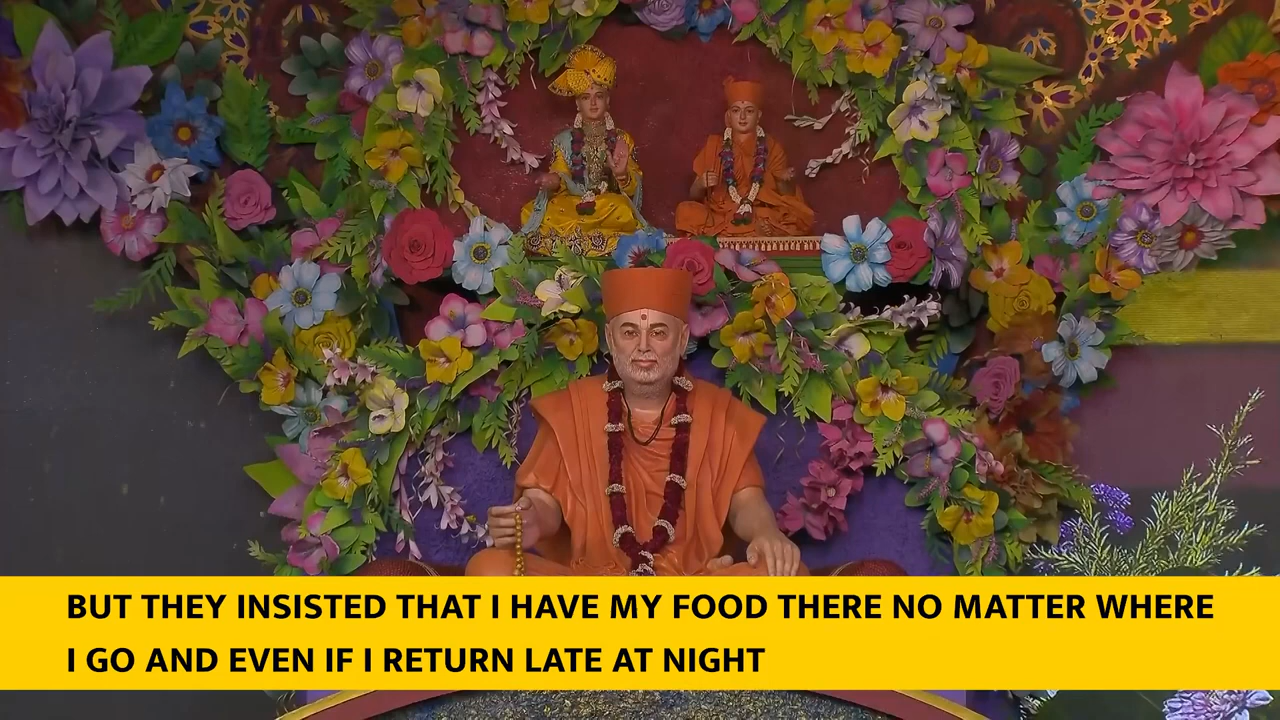 BUT THEY INSISTED THAT I HAVE MY FOOD THERE NO MATTER WHERE
I GO AND EVEN IF I RETURN LATE AT NIGHT